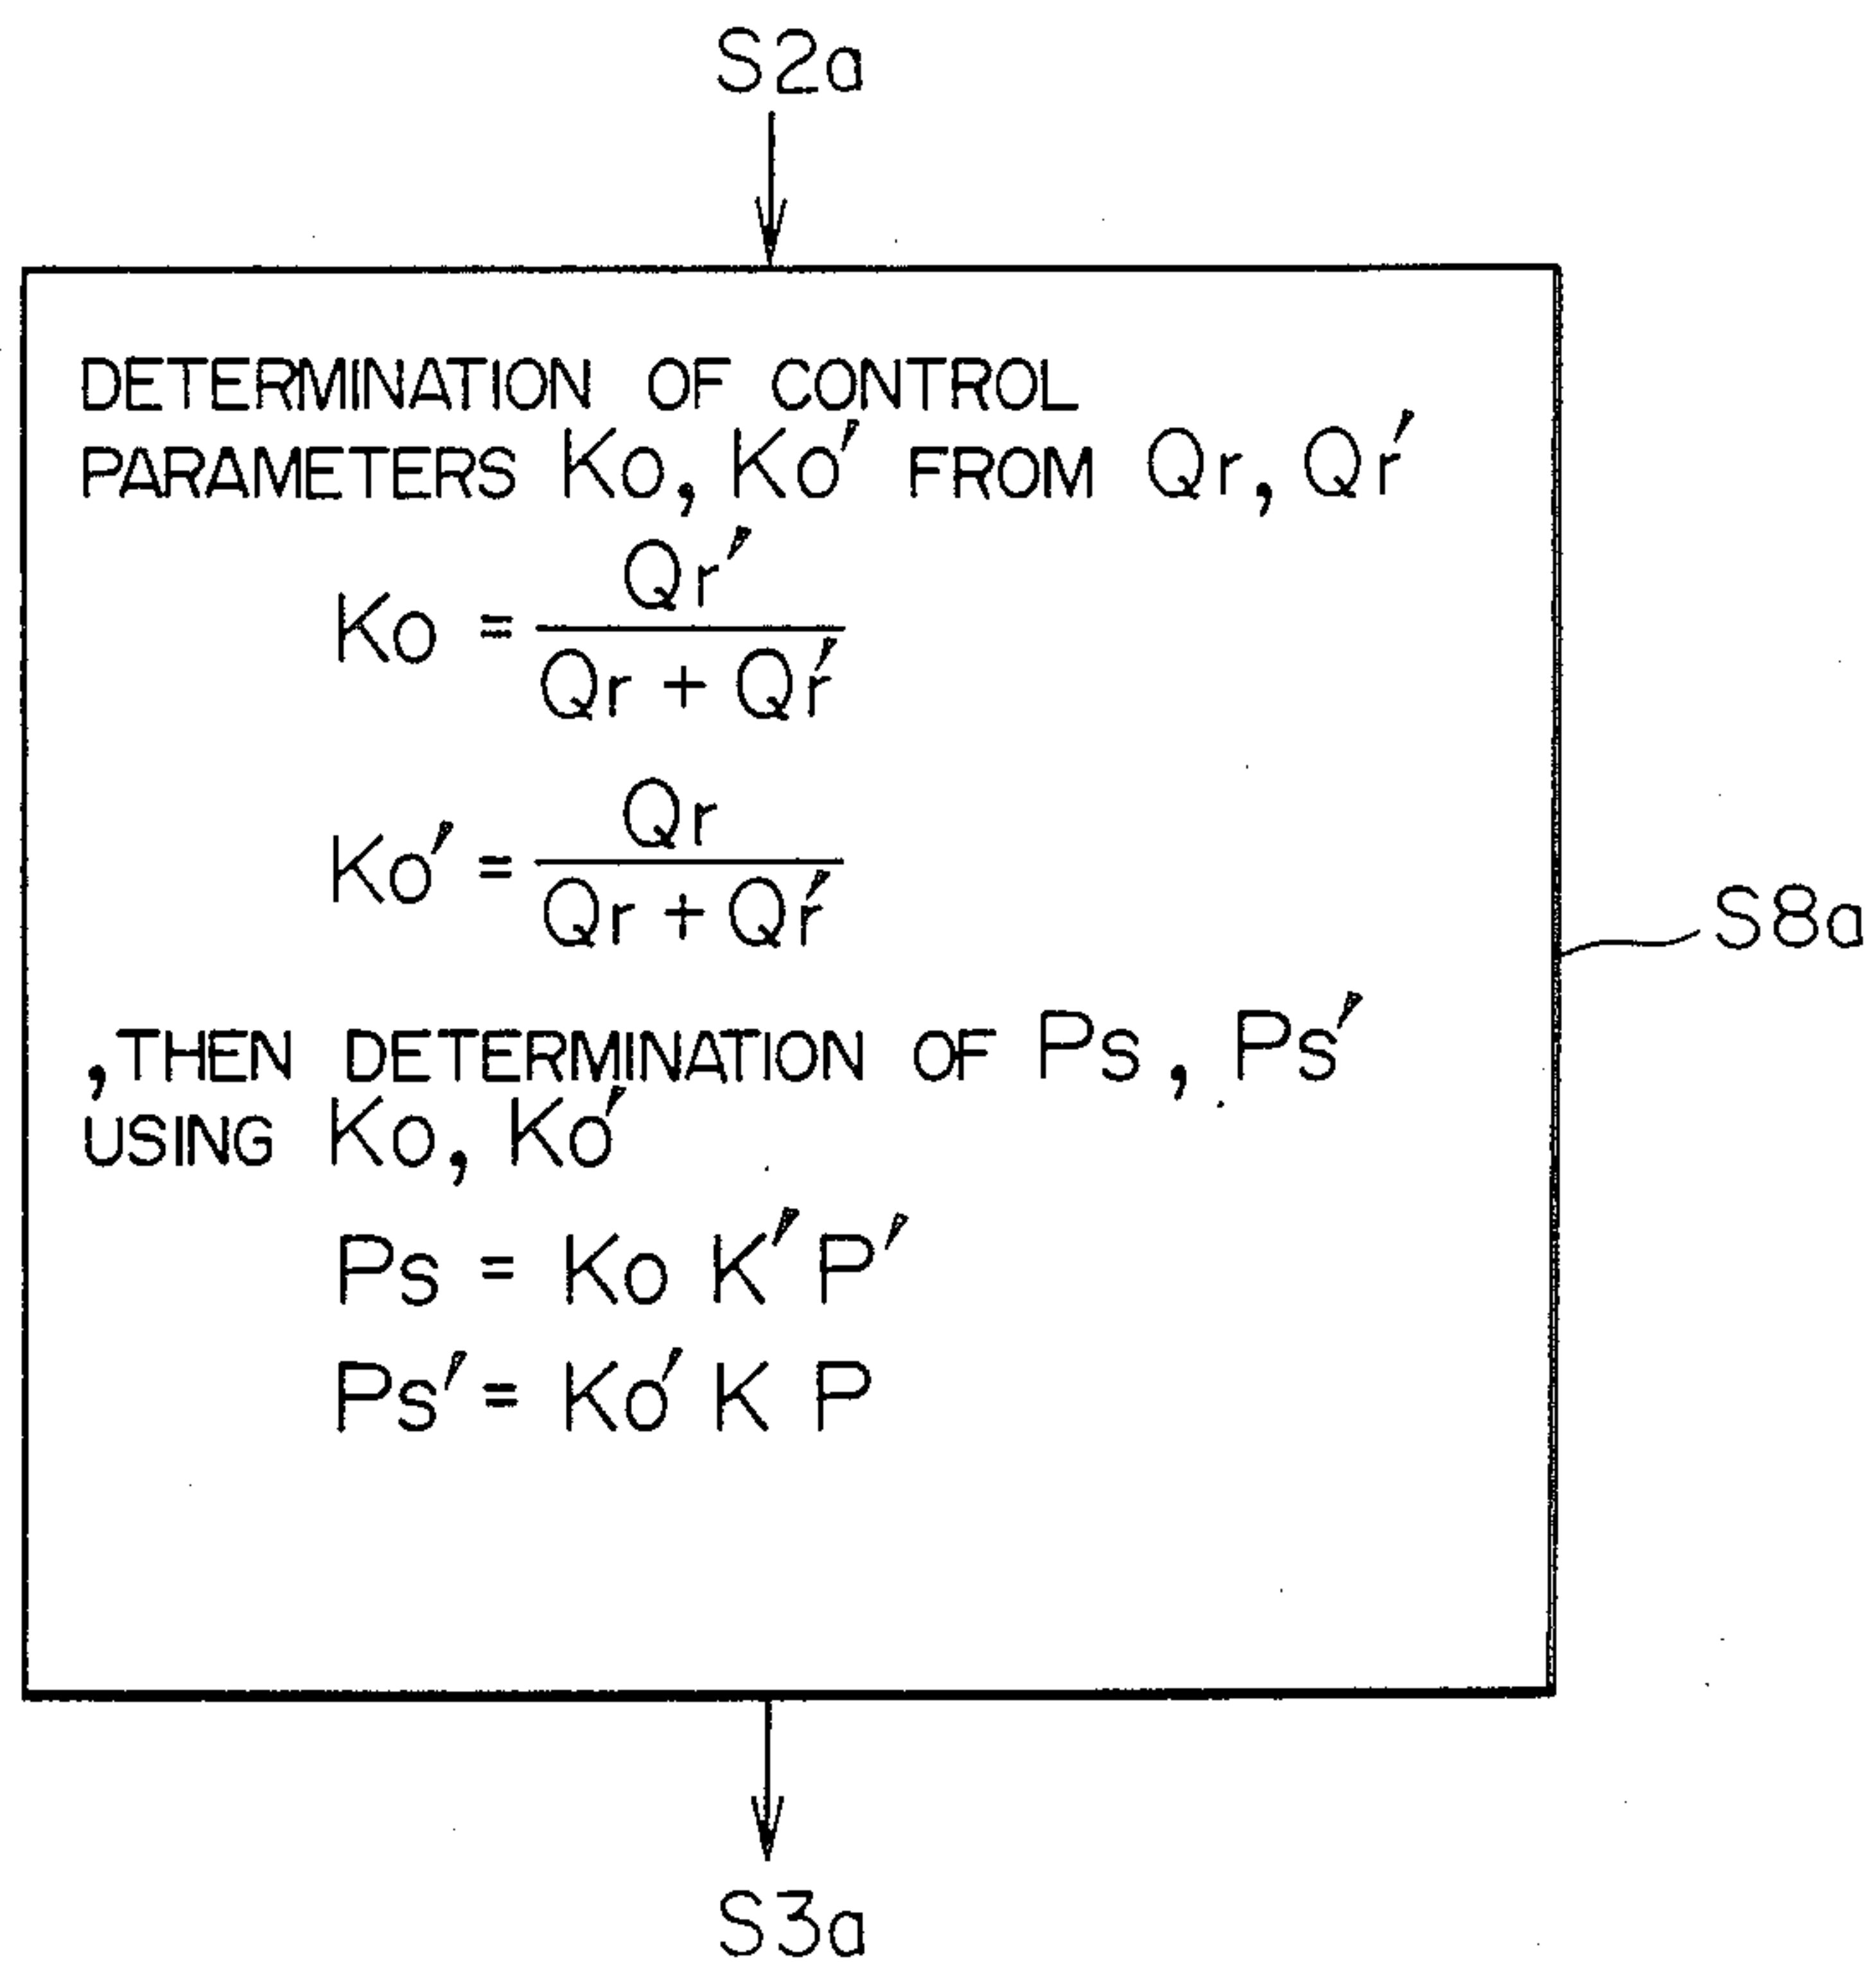 S2a
DETERMINATION OF CONTROL
PARAMETERS Ko, Ko′ FROM Qr, Qr′
Ko = Qr′ / (Qr + Qr′)
Ko′ = Qr / (Qr + Qr′)
S8a
,THEN DETERMINATION OF Ps, Ps′
USING Ko, Ko′
Ps = Ko K′ P′
Ps′ = Ko′ K P
S3a